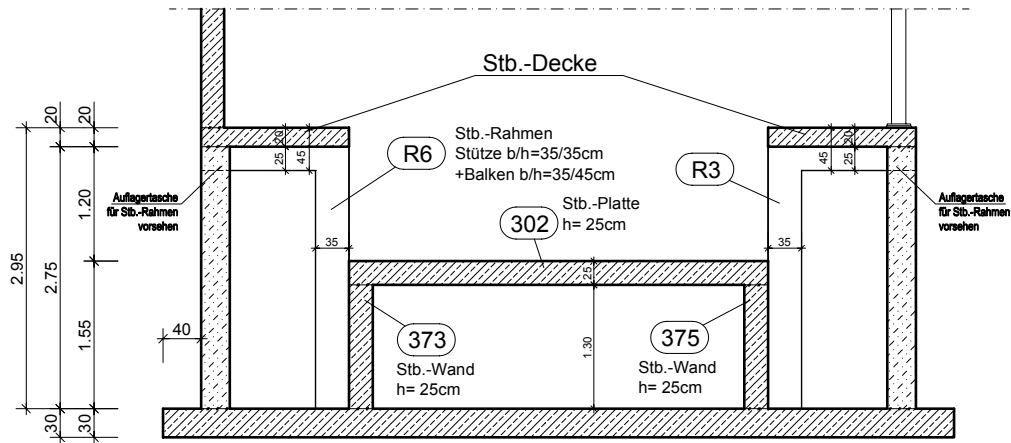 Stb.-Decke
20
20
20
45
25
R6
Stb.-Rahmen
Stütze b/h=35/35cm
+Balken b/h=35/45cm
R3
45
20
25
Auflagertasche
für Stb.-Rahmen
vorsehen
Auflagertasche
für Stb.-Rahmen
vorsehen
302
Stb.-Platte
h= 25cm
35
35
25
2.95
2.75
1.20
1.55
40
373
Stb.-Wand
h= 25cm
1.30
375
Stb.-Wand
h= 25cm
30
30